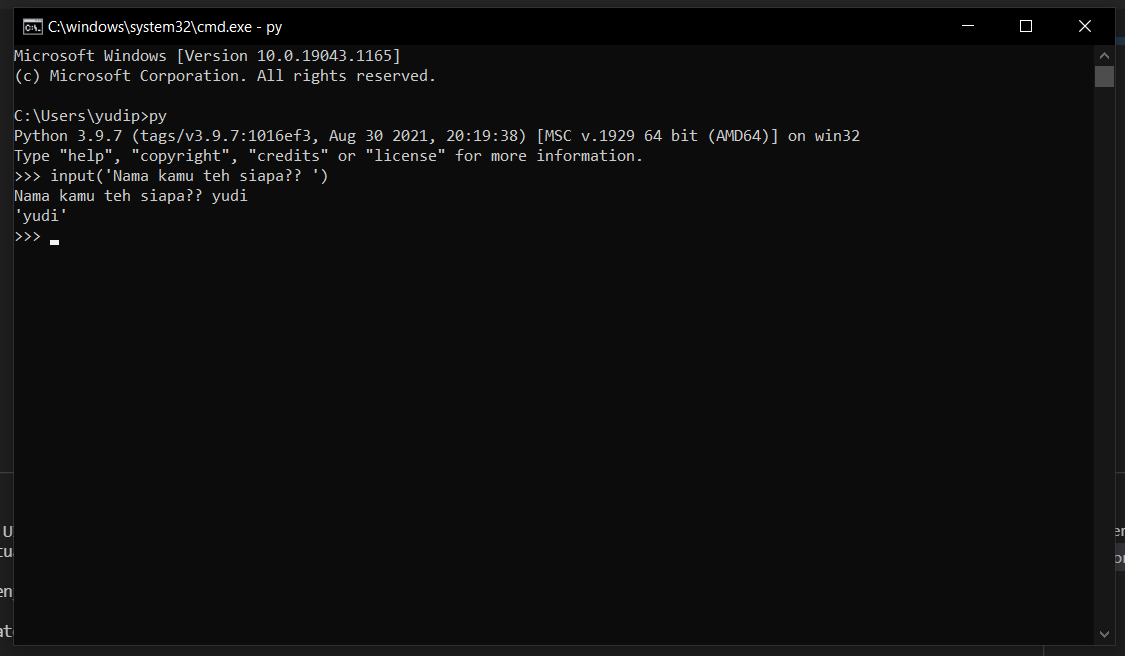 C:\windows\system32\cmd.exe - py
Microsoft Windows [Version 10.0.19043.1165]
(c) Microsoft Corporation. All rights reserved.
C:\Users\yudip>py
Python 3.9.7 (tags/v3.9.7:1016ef3, Aug 30 2021, 20:19:38) [MSC v.1929 64 bit (AMD64)] on win32
Type "help", "copyright", "credits" or "license" for more information.
>>> input('Nama kamu teh siapa?? ')
Nama kamu teh siapa?? yudi
'yudi'
>>>